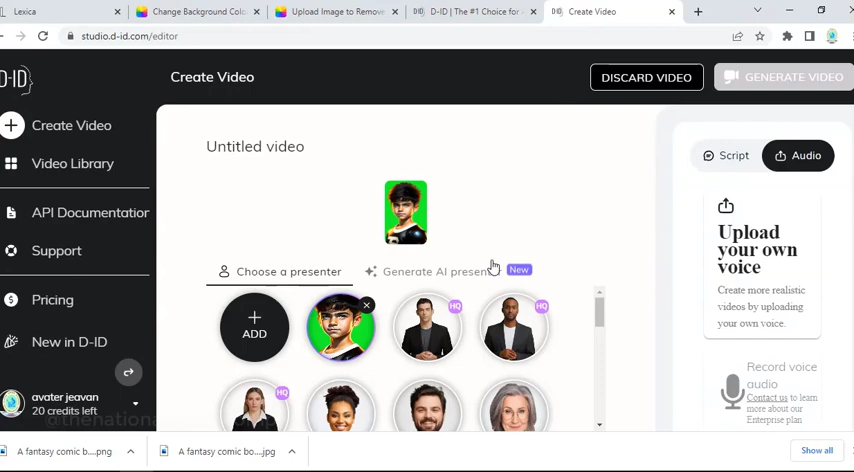 Lexica
Change Background Colo
Upload Image to Remove
D-ID | The #1 Choice for
Create Video
studio.d-id.com/editor
D-ID
Create Video
DISCARD VIDEO
GENERATE VIDEO
Create Video
Video Library
API Documentation
Support
Pricing
New in D-ID
avater jeavan
20 credits left
Untitled video
Choose a presenter
Generate AI presente
New
ADD
HQ
HQ
HQ
Script
Audio
Upload
your own
voice
Create more realistic
videos by uploading
your own voice.
Record voice
audio
Contact us to learn
more about our
Enterprise plan
A fantasy comic b....png
A fantasy comic bo....jpg
Show all